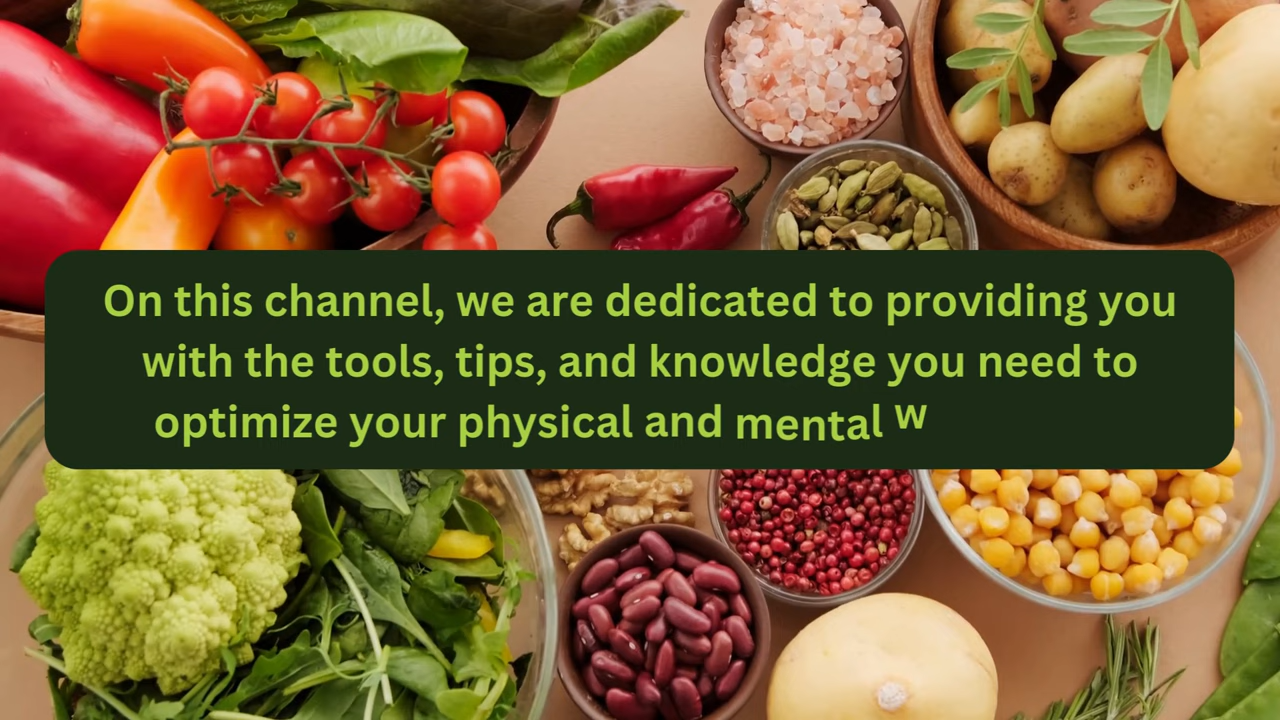 On this channel, we are dedicated to providing you
with the tools, tips, and knowledge you need to
optimize your physical and mental w